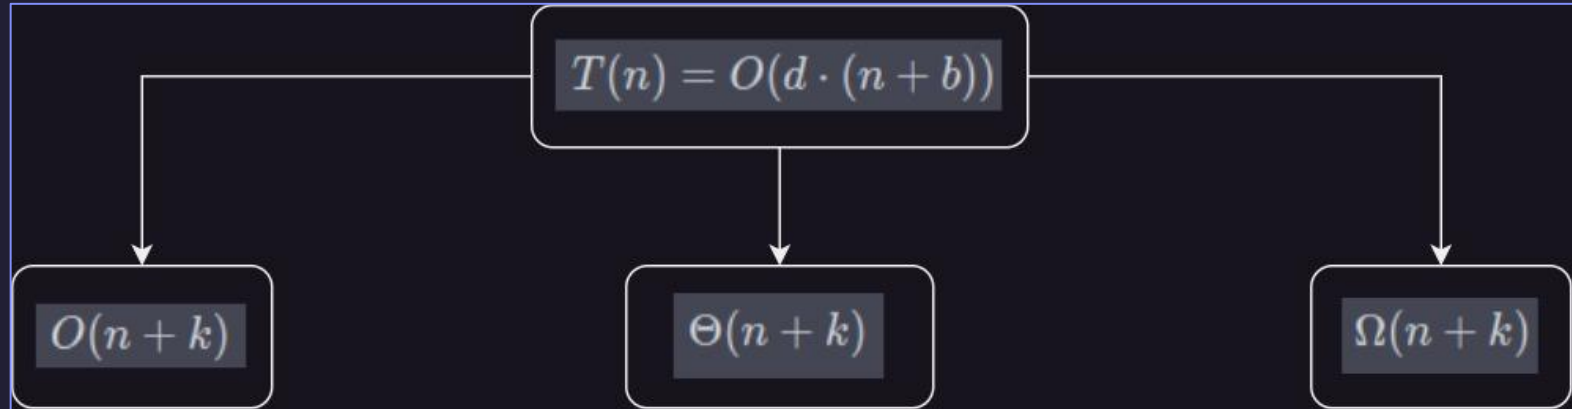 T(n) = O(d · (n + b))
O(n + k)
Θ(n + k)
Ω(n + k)